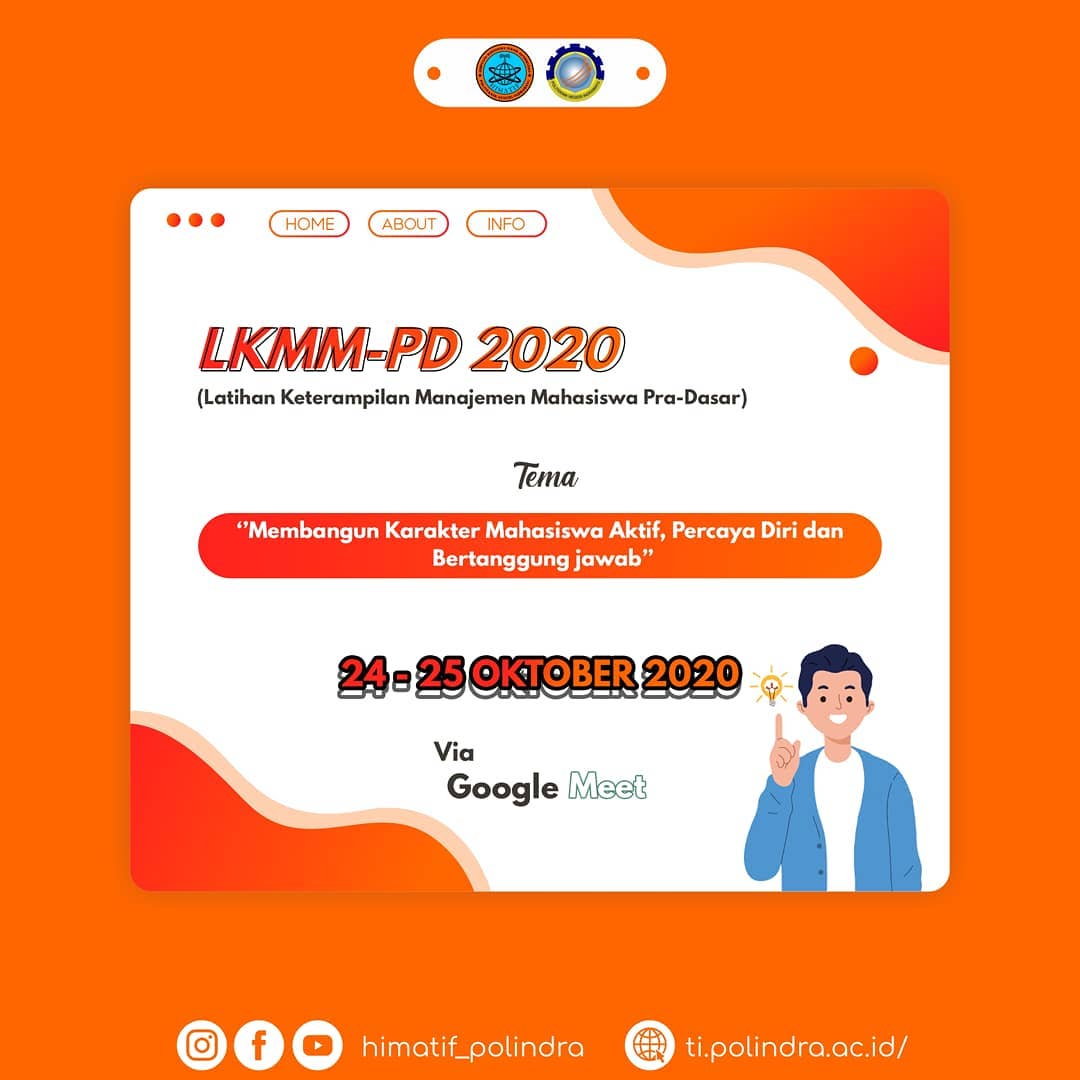 HIMATIF
HOME ABOUT INFO
LKMM-PD 2020
(Latihan Keterampilan Manajemen Mahasiswa Pra-Dasar)
Tema
‘’Membangun Karakter Mahasiswa Aktif, Percaya Diri dan
Bertanggung jawab”
24 - 25 OKTOBER 2020
Via
Google Meet
himatif_polindra
ti.polindra.ac.id/